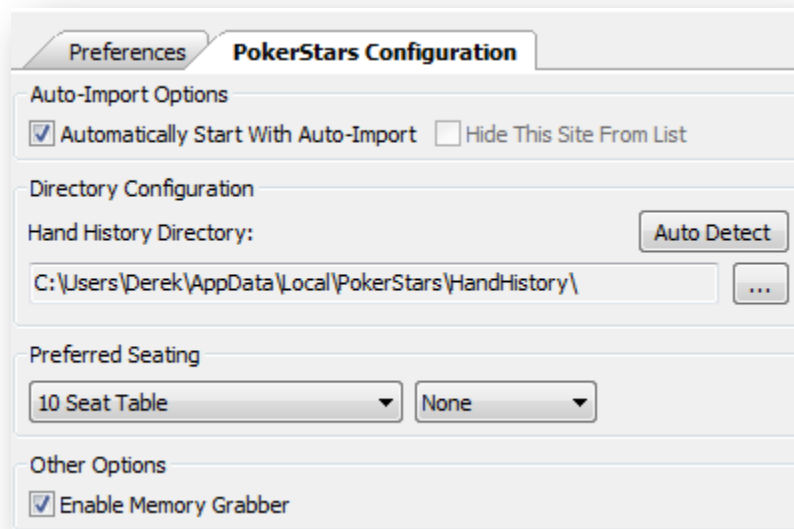 Preferences PokerStars Configuration
Auto-Import Options
Automatically Start With Auto-Import Hide This Site From List
Directory Configuration
Hand History Directory: Auto Detect
C:\Users\Derek\AppData\Local\PokerStars\HandHistory\ ...
Preferred Seating
10 Seat Table None
Other Options
Enable Memory Grabber